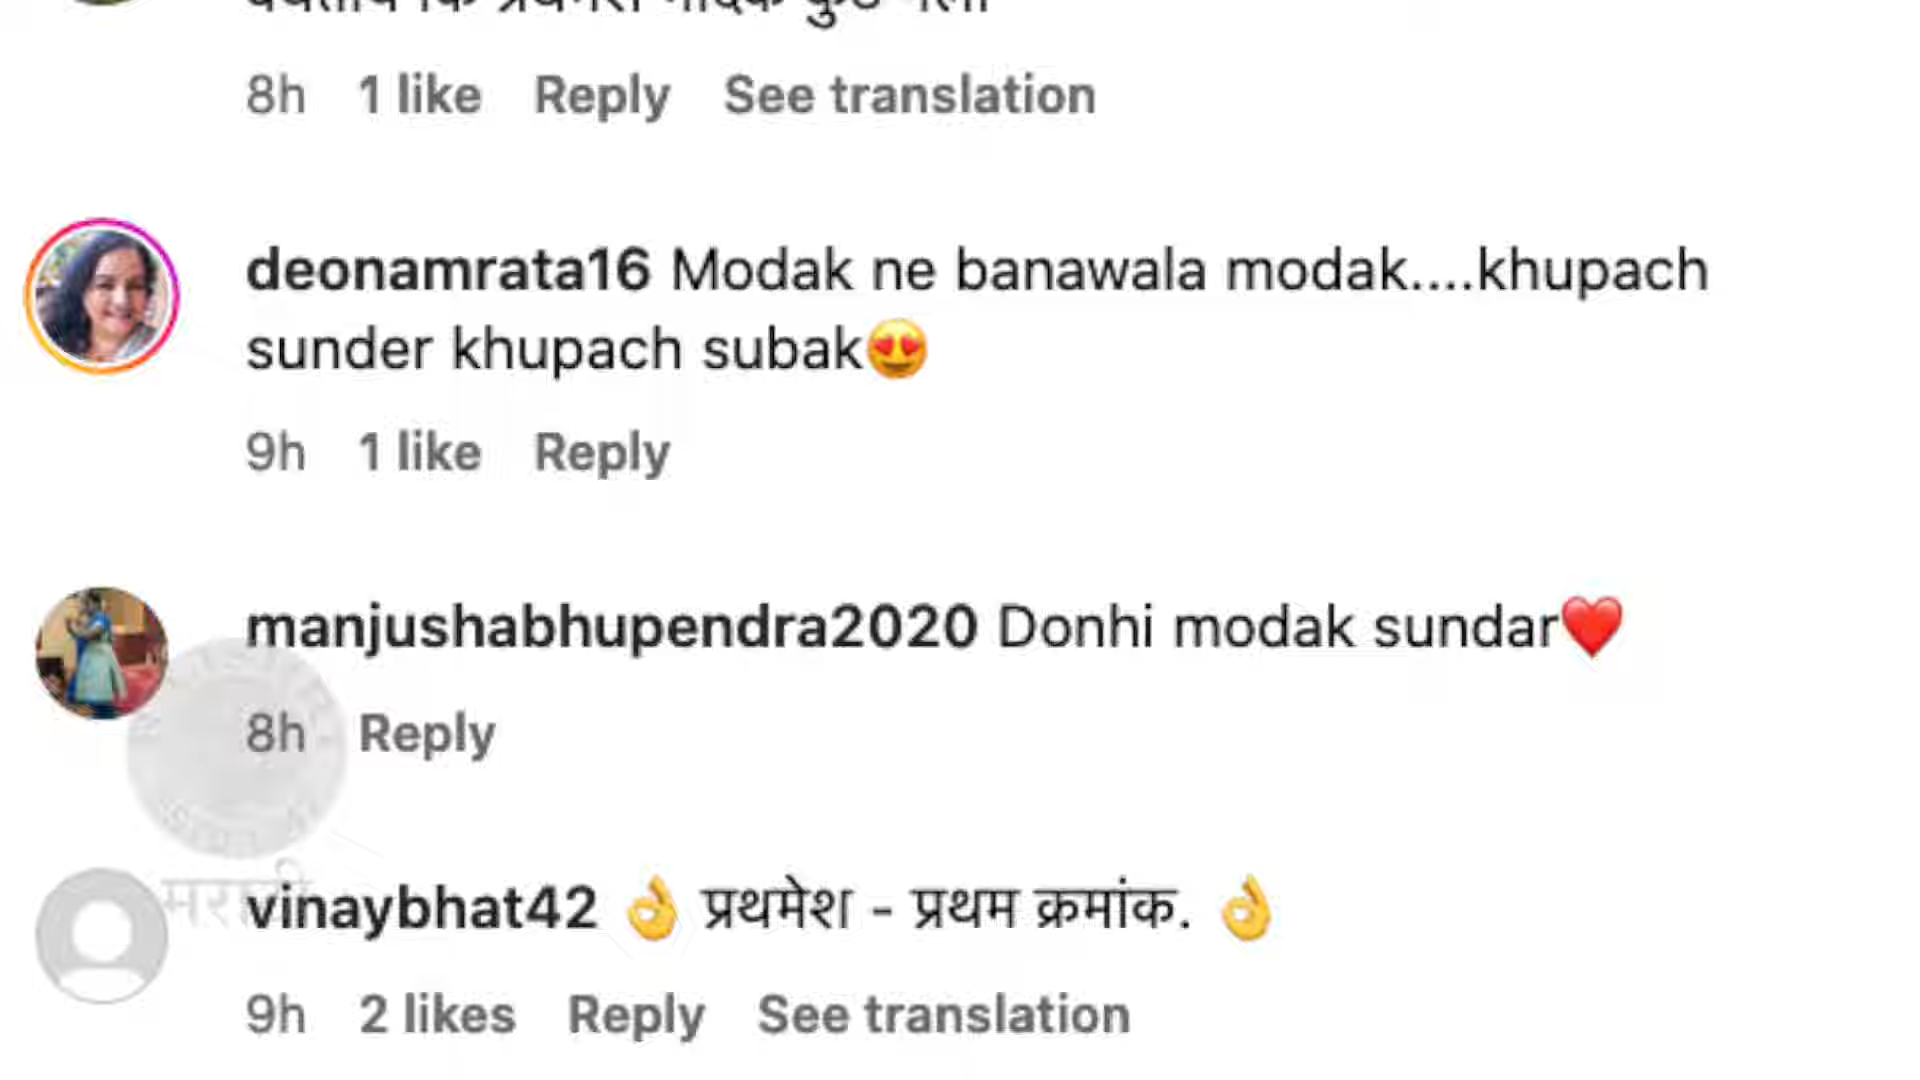 8h 1 like Reply See translation
deonamrata16 Modak ne banawala modak....khupach
sunder khupach subak😍
9h 1 like Reply
manjushabhupendra2020 Donhi modak sundar❤️
8h Reply
मराठी
vinaybhat42 👌 प्रथमेश - प्रथम क्रमांक. 👌
9h 2 likes Reply See translation